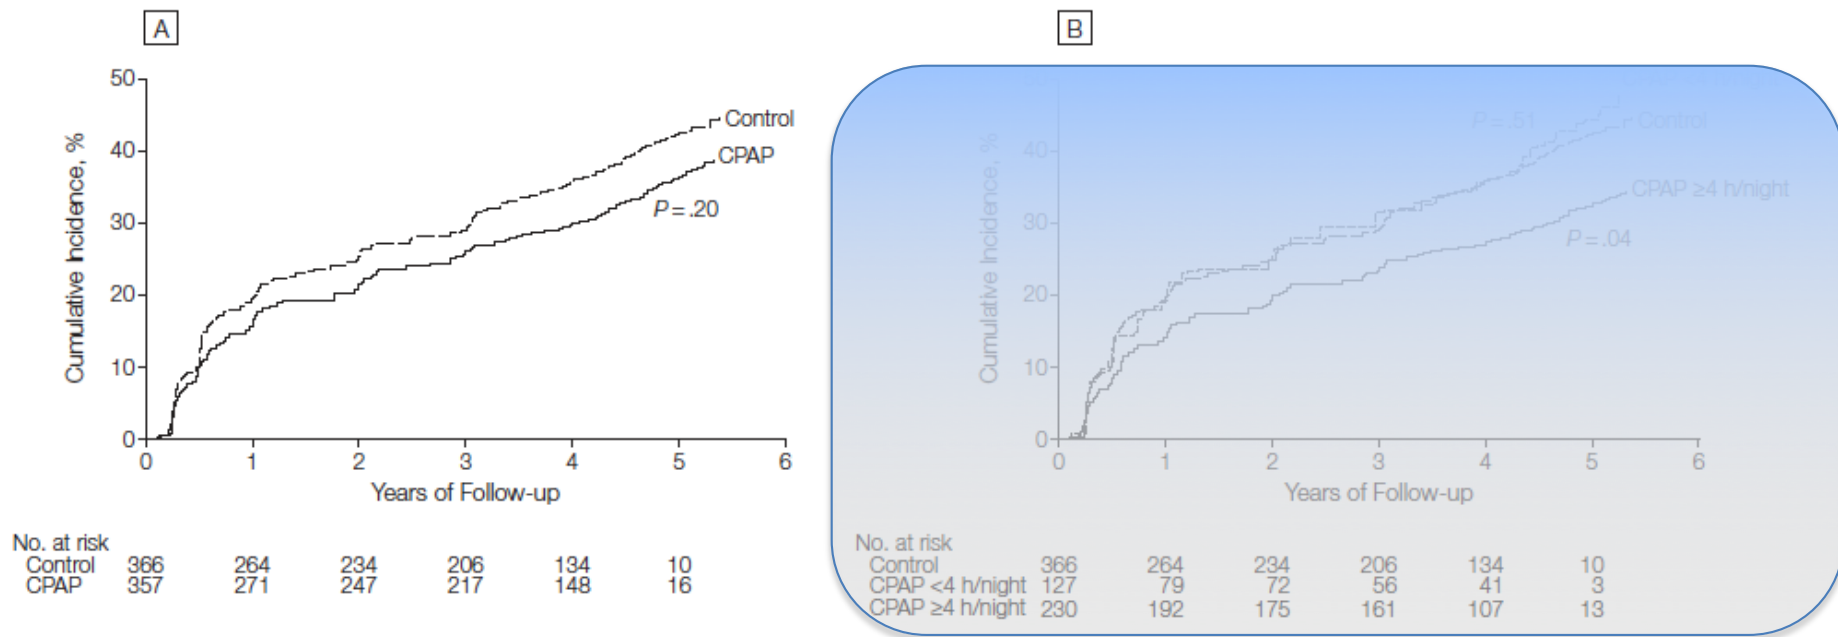 A
50
40
30
20
10
0
Cumulative Incidence, %
Control
CPAP
P = .20
0 1 2 3 4 5 6
Years of Follow-up
No. at risk
Control 366 264 234 206 134 10
CPAP 357 271 247 217 148 16
B
40
30
20
10
0
Cumulative Incidence, %
P = .51
Control
CPAP ≥4 h/night
P = .04
0 1 2 3 4 5 6
Years of Follow-up
No. at risk
Control 366 264 234 206 134 10
CPAP <4 h/night 127 79 72 56 41 3
CPAP ≥4 h/night 230 192 175 161 107 13